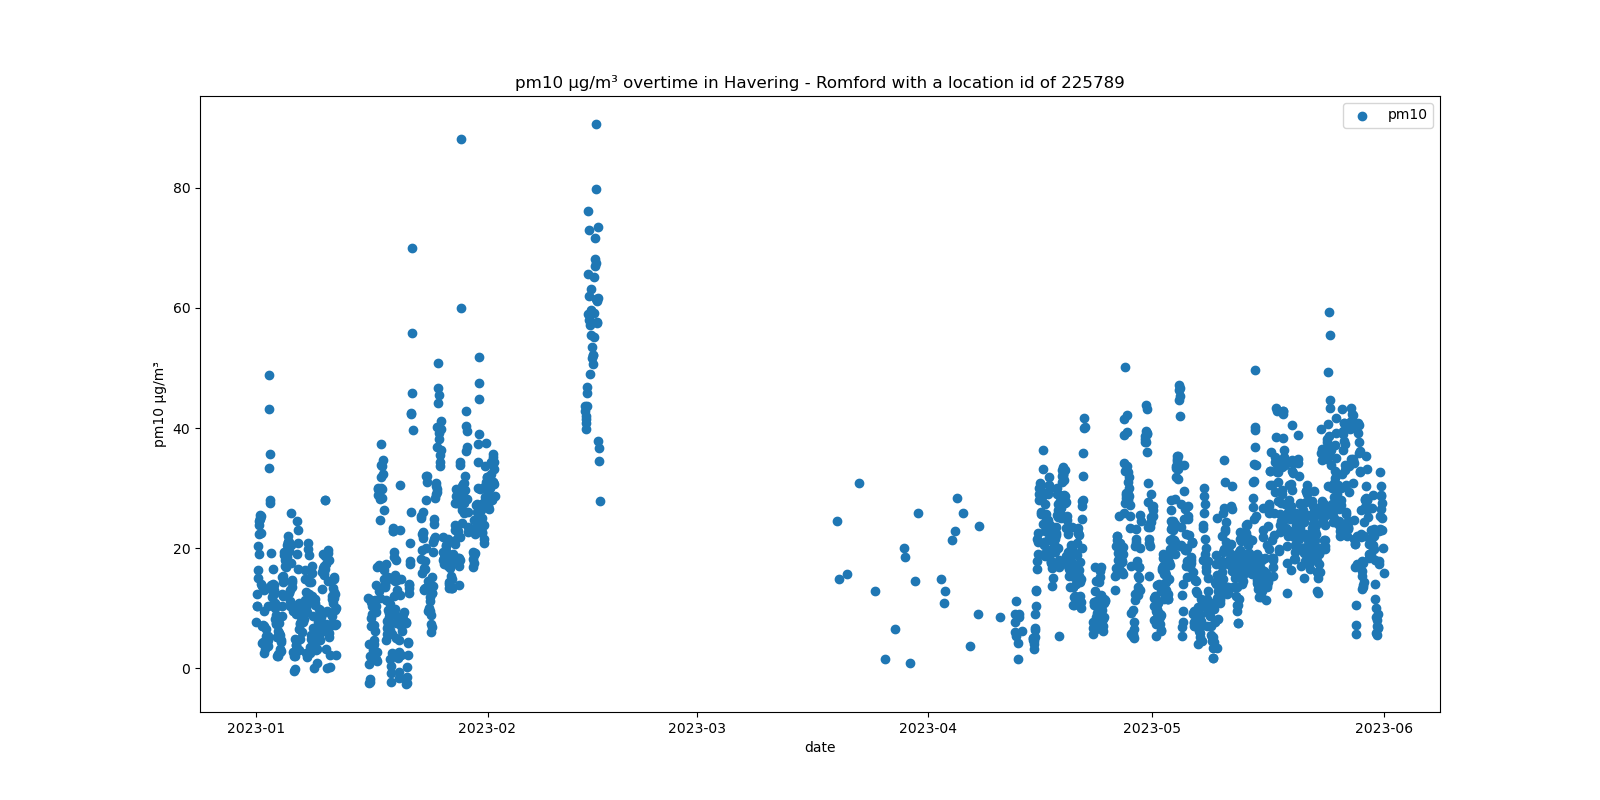 pm10 μg/m³ overtime in Havering - Romford with a location id of 225789
pm10
80
60
40
20
0
pm10 μg/m³
2023-01 2023-02 2023-03 2023-04 2023-05 2023-06
date